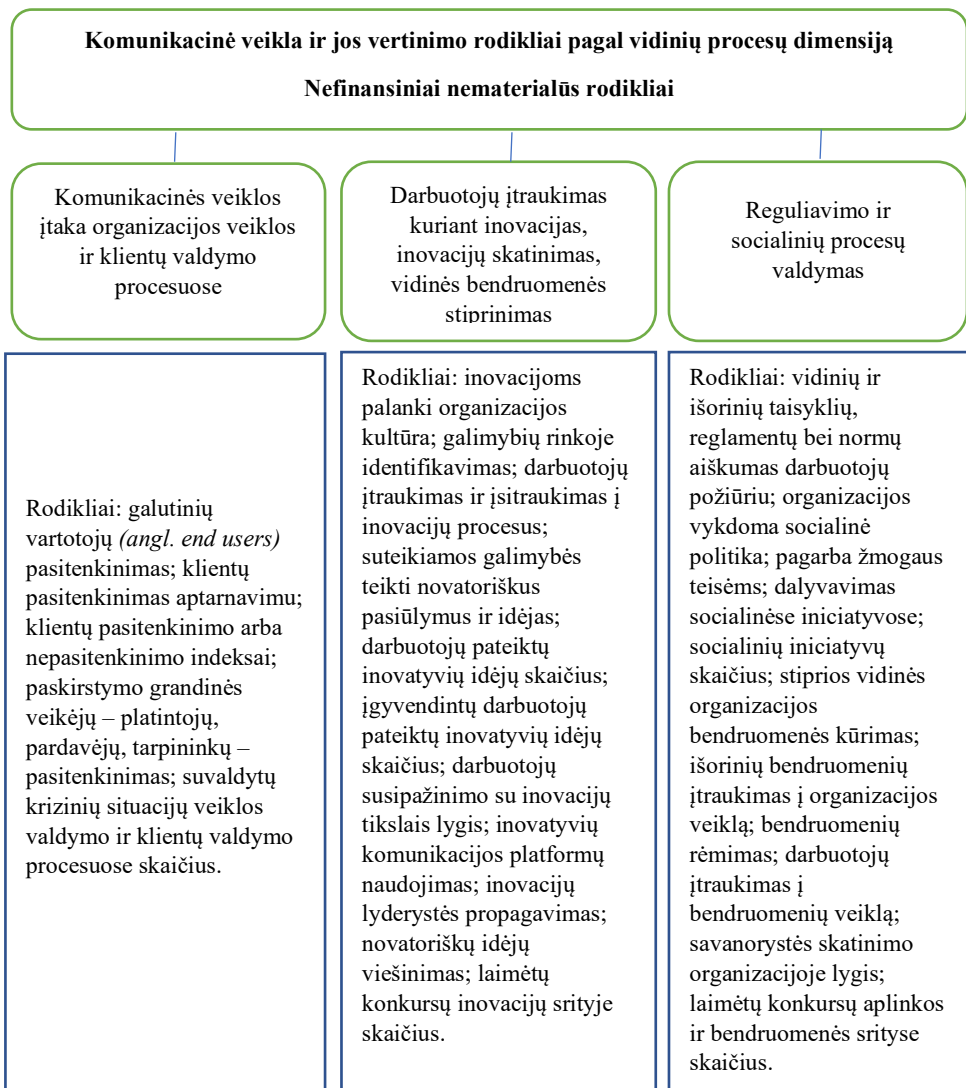 Komunikacinė veikla ir jos vertinimo rodikliai pagal vidinių procesų dimensiją
Nefinansiniai nematerialūs rodikliai
Komunikacinės veiklos
įtaka organizacijos veiklos
ir klientų valdymo
procesuose
Darbuotojų įtraukimas
kuriant inovacijas,
inovacijų skatinimas,
vidinės bendruomenės
stiprinimas
Reguliavimo ir
socialinių procesų
valdymas
Rodikliai: galutinių
vartotojų (angl. end users)
pasitenkinimas; klientų
pasitenkinimas aptarnavimu;
klientų pasitenkinimo arba
nepasitenkinimo indeksai;
paskirstymo grandinės
veikėjų – platintojų,
pardavėjų, tarpininkų –
pasitenkinimas; suvaldytų
krizinių situacijų veiklos
valdymo ir klientų valdymo
procesuose skaičius.
Rodikliai: inovacijoms
palanki organizacijos
kultūra; galimybių rinkoje
identifikavimas; darbuotojų
įtraukimas ir įsitraukimas į
inovacijų procesus;
suteikiamos galimybės
teikti novatoriškus
pasiūlymus ir idėjas;
darbuotojų pateiktų
inovatyvių idėjų skaičius;
įgyvendintų darbuotojų
pateiktų inovatyvių idėjų
skaičius; darbuotojų
susipažinimo su inovacijų
tikslais lygis; inovatyvių
komunikacijos platformų
naudojimas; inovacijų
lyderystės propagavimas;
novatoriškų idėjų
viešinimas; laimėtų
konkursų inovacijų srityje
skaičius.
Rodikliai: vidinių ir
išorinių taisyklių,
reglamentų bei normų
aiškumas darbuotojų
požiūriu; organizacijos
vykdoma socialinė
politika; pagarba žmogaus
teisėms; dalyvavimas
socialinėse iniciatyvose;
socialinių iniciatyvų
skaičius; stiprios vidinės
organizacijos
bendruomenės kūrimas;
išorinių bendruomenių
įtraukimas į organizacijos
veiklą; bendruomenių
rėmimas; darbuotojų
įtraukimas į
bendruomenių veiklą;
savanorystės skatinimo
organizacijoje lygis;
laimėtų konkursų aplinkos
ir bendruomenės srityse
skaičius.